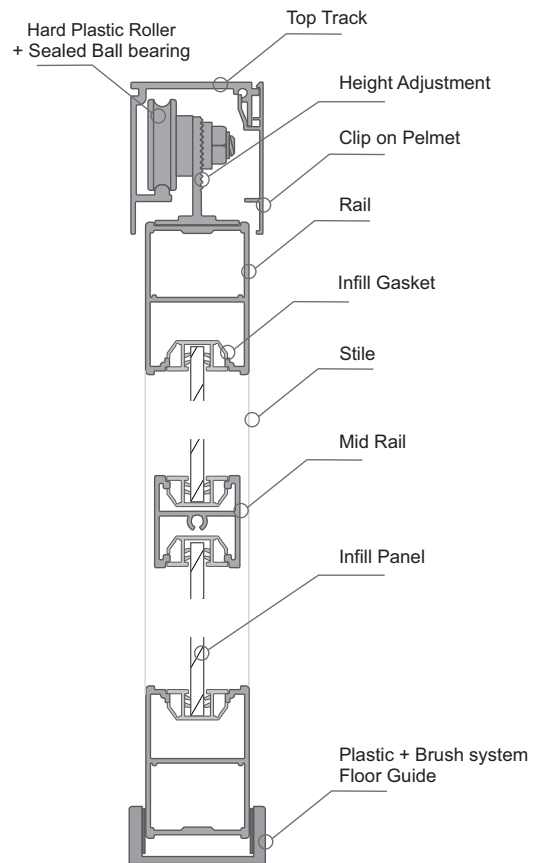 Top Track
Hard Plastic Roller
+ Sealed Ball bearing
Height Adjustment
Clip on Pelmet
Rail
Infill Gasket
Stile
Mid Rail
Infill Panel
Plastic + Brush system
Floor Guide